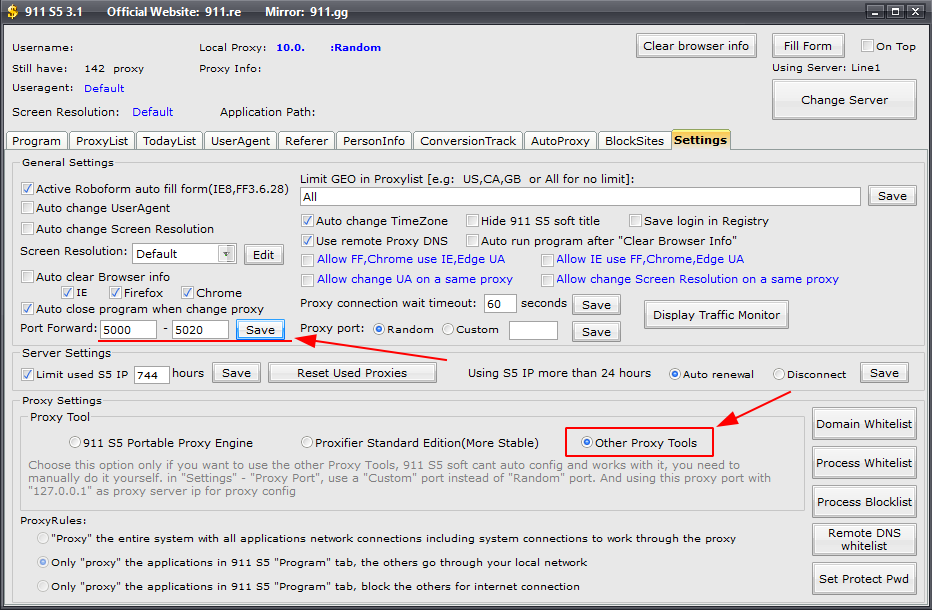 911 S5 3.1 Official Website: 911.re Mirror: 911.gg
Username: Local Proxy: 10.0. :Random Clear browser info Fill Form On Top
Still have: 142 proxy Proxy Info: Using Server: Line1
Useragent: Default Change Server
Screen Resolution: Default Application Path:
Program ProxyList TodayList UserAgent Referer PersonInfo ConversionTrack AutoProxy BlockSites Settings
General Settings
Active Roboform auto fill form(IE8,FF3.6.28)
Auto change UserAgent
Auto change Screen Resolution
Screen Resolution: Default Edit
Auto clear Browser info
IE Firefox Chrome
Auto close program when change proxy
Port Forward: 5000 - 5020 Save
Limit GEO in Proxylist [e.g: US,CA,GB or All for no limit]:
All Save
Auto change TimeZone Hide 911 S5 soft title Save login in Registry
Use remote Proxy DNS Auto run program after "Clear Browser Info"
Allow FF,Chrome use IE,Edge UA Allow IE use FF,Chrome,Edge UA
Allow change UA on a same proxy Allow change Screen Resolution on a same proxy
Proxy connection wait timeout: 60 seconds Save Display Traffic Monitor
Proxy port: Random Custom Save
Server Settings
Limit used S5 IP 744 hours Save Reset Used Proxies Using S5 IP more than 24 hours Auto renewal Disconnect Save
Proxy Settings
Proxy Tool
911 S5 Portable Proxy Engine Proxifier Standard Edition(More Stable) Other Proxy Tools
Choose this option only if you want to use the other Proxy Tools, 911 S5 soft cant auto config and works with it, you need to
manually do it yourself. in "Settings" - "Proxy Port", use a "Custom" port instead of "Random" port. And using this proxy port with
"127.0.0.1" as proxy server ip for proxy config
ProxyRules:
"Proxy" the entire system with all applications network connections including system connections to work through the proxy
Only "proxy" the applications in 911 S5 "Program" tab, the others go through your local network
Only "proxy" the applications in 911 S5 "Program" tab, block the others for internet connection
Domain Whitelist
Process Whitelist
Process Blocklist
Remote DNS
whitelist
Set Protect Pwd